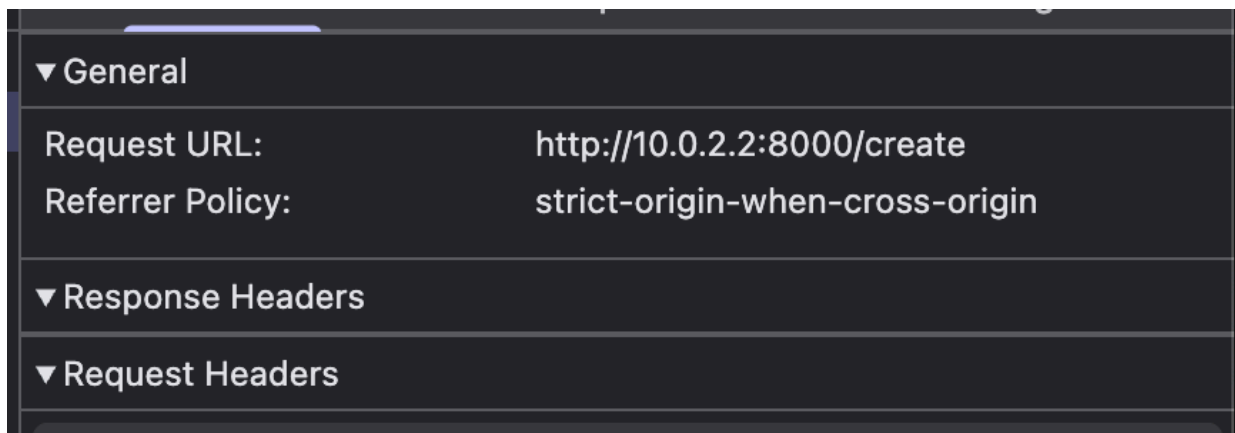 General
Request URL: http://10.0.2.2:8000/create
Referrer Policy: strict-origin-when-cross-origin
Response Headers
Request Headers